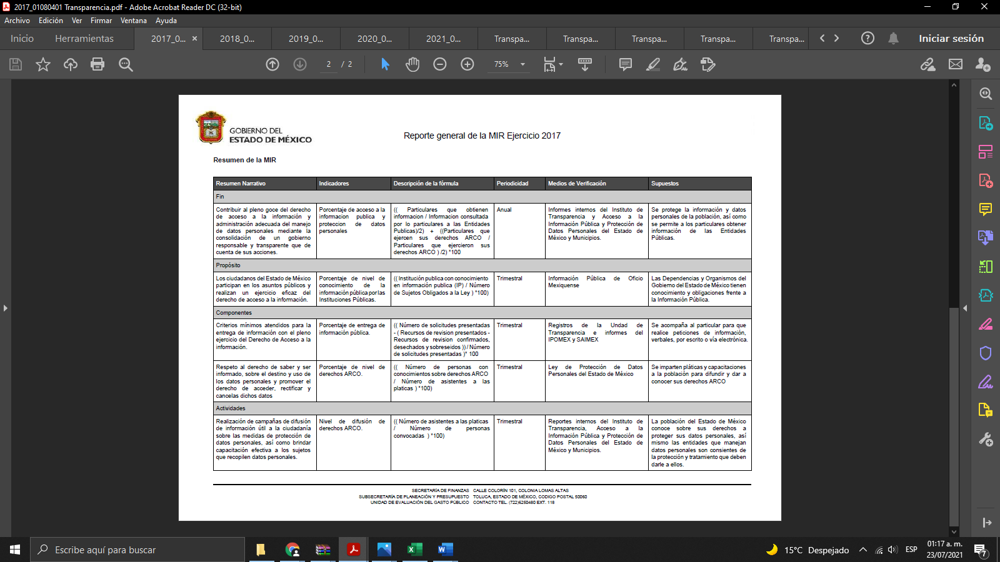 2017_01080401 Transparencia.pdf - Adobe Acrobat Reader DC (32-bit)
Archivo Edición Ver Firmar Ventana Ayuda
Inicio Herramientas 2017_0... × 2018_0... 2019_0... 2020_0... 2021_0... Transpa... Transpa... Transpa... Transpa... Transpa... Iniciar sesión
2 / 2 75%
GOBIERNO DEL
ESTADO DE MÉXICO
Reporte general de la MIR Ejercicio 2017
Resumen de la MIR
Resumen Narrativo Indicadores Descripción de la fórmula Periodicidad Medios de Verificación Supuestos
Fin
Contribuir al pleno goce del derecho
de acceso a la información y
administración adecuada del manejo
de datos personales mediante la
consolidación de un gobierno
responsable y transparente que de
cuenta de sus acciones.
Porcentaje de acceso a la
informacion publica y
proteccion de datos
personales
(( Particulares que obtienen
informacion / Informacion consultada
por lo particulares a las Entidades
Publicas)/2) + ((Particulares que
ejercen sus derechos ARCO /
Particulares que ejercieron sus
derechos ARCO ) /2) *100
Anual
Informes internos del Instituto de
Transparencia y Acceso a la
Información Pública y Protección de
Datos Personales del Estado de
México y Municipios.
Se protege la información y datos
personales de la población, así como
se permite a los particulares obtener
información de las Entidades
Públicas.
Propósito
Los ciudadanos del Estado de México
participan en los asuntos públicos y
realizan un ejercicio eficaz del
derecho de acceso a la información.
Porcentaje de nivel de
conocimiento de la
información pública por las
Instituciones Públicas.
(( Institución publica con conocimiento
en información publica (IP) / Número
de Sujetos Obligados a la Ley ) *100)
Trimestral
Información Pública de Oficio
Mexiquense
Las Dependencias y Organismos del
Gobierno del Estado de México tienen
conocimiento y obligaciones frente a
la Información Pública.
Componentes
Criterios mínimos atendidos para la
entrega de información con el pleno
ejercicio del Derecho de Acceso a la
información.
Porcentaje de entrega de
información pública.
(( Número de solicitudes presentadas
- ( Recursos de revision presentados -
Recursos de revision confirmados,
desechados y sobreseidos )) / Número
de solicitudes presentadas )* 100
Trimestral
Registros de la Undad de
Transparencia e informes del
IPOMEX y SAIMEX
Se acompaña al particular para que
realice peticiones de información,
verbales, por escrito o vía electrónica.
Respeto al derecho de saber y ser
informado, sobre el destino y uso de
los datos personales y promover el
derecho de acceder, rectificar y
cancelas dichos datos
Porcentaje de nivel de
derechos ARCO.
(( Número de personas con
conocimientos sobre derechos ARCO
/ Número de asistentes a las
platicas ) *100)
Trimestral
Ley de Protección de Datos
Personales del Estado de México
Se imparten pláticas y capacitaciones
a la población para difundir y dar a
conocer sus derechos ARCO
Actividades
Realización de campañas de difusión
de información útil a la ciudadanía
sobre las medidas de protección de
datos personales, así como brindar
capacitación efectiva a los sujetos
que recopilen datos personales.
Nivel de difusión de
derechos ARCO.
(( Número de asistentes a las platicas
/ Número de personas
convocadas ) *100)
Trimestral
Reportes internos del Instituto de
Transparencia, Acceso a la
Información Pública y Protección de
Datos Personales del Estado de
México y Municipios.
La población del Estado de México
conoce sobre sus derechos a
proteger sus datos personales, así
mismo las entidades que manejan
datos personales son consientes de
la protección y tratamiento que deben
darle a ellos.
SECRETARÍA DE FINANZAS CALLE COLORÍN 101, COLONIA LOMAS ALTAS
SUBSECRETARÍA DE PLANEACIÓN Y PRESUPUESTO TOLUCA, ESTADO DE MÉXICO, CODIGO POSTAL 50060
UNIDAD DE EVALUACIÓN DEL GASTO PÚBLICO CONTACTO TEL. (722)6250480 EXT. 118
Escribe aquí para buscar
15°C Despejado
ESP
01:17 a. m.
23/07/2021
7